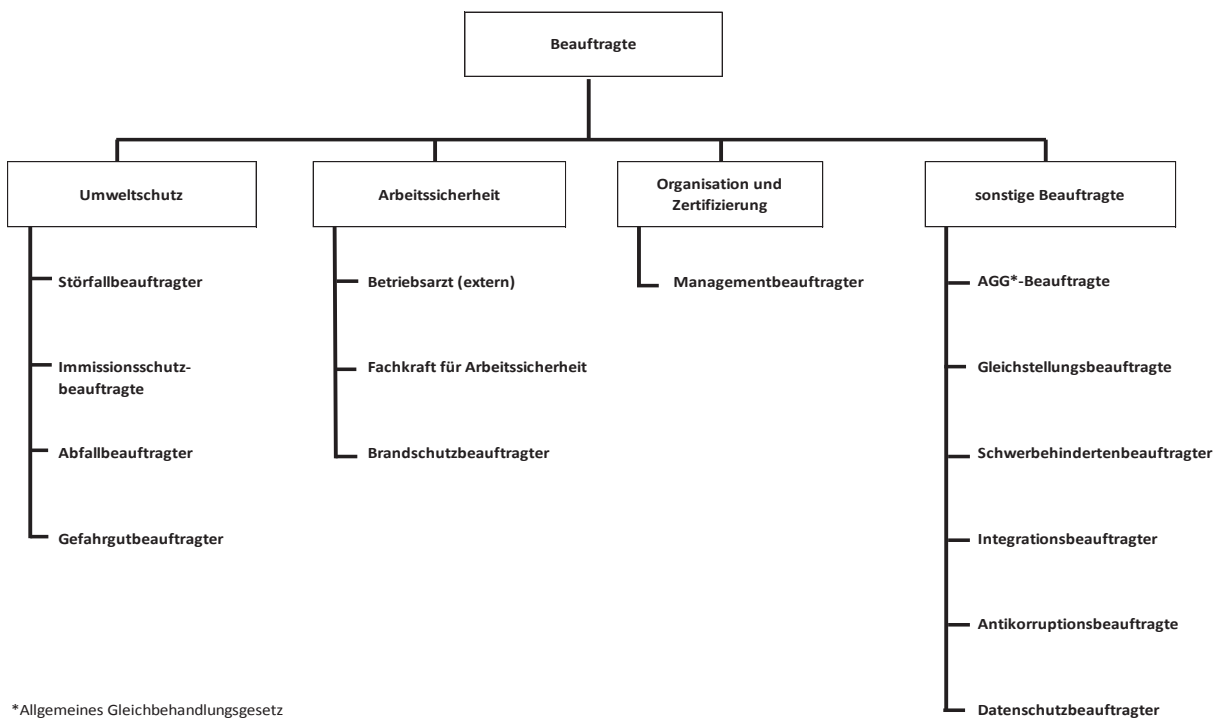 Beauftragte
Umweltschutz
Arbeitssicherheit
Organisation und
Zertifizierung
sonstige Beauftragte
Störfallbeauftragter
Immissionsschutz-
beauftragte
Abfallbeauftragter
Gefahrgutbeauftragter
Betriebsarzt (extern)
Fachkraft für Arbeitssicherheit
Brandschutzbeauftragter
Managementbeauftragter
AGG*-Beauftragte
Gleichstellungsbeauftragte
Schwerbehindertenbeauftragter
Integrationsbeauftragter
Antikorruptionsbeauftragte
Datenschutzbeauftragter
*Allgemeines Gleichbehandlungsgesetz